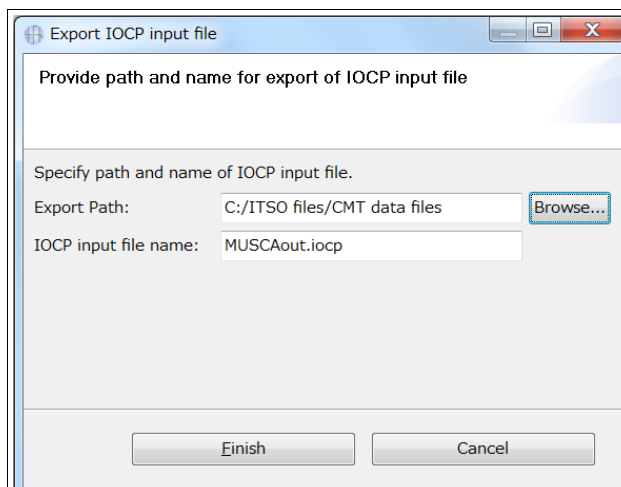 Export IOCP input file
Provide path and name for export of IOCP input file
Specify path and name of IOCP input file.
Export Path: C:/ITSO files/CMT data files Browse...
IOCP input file name: MUSCAout.iocp
Finish Cancel